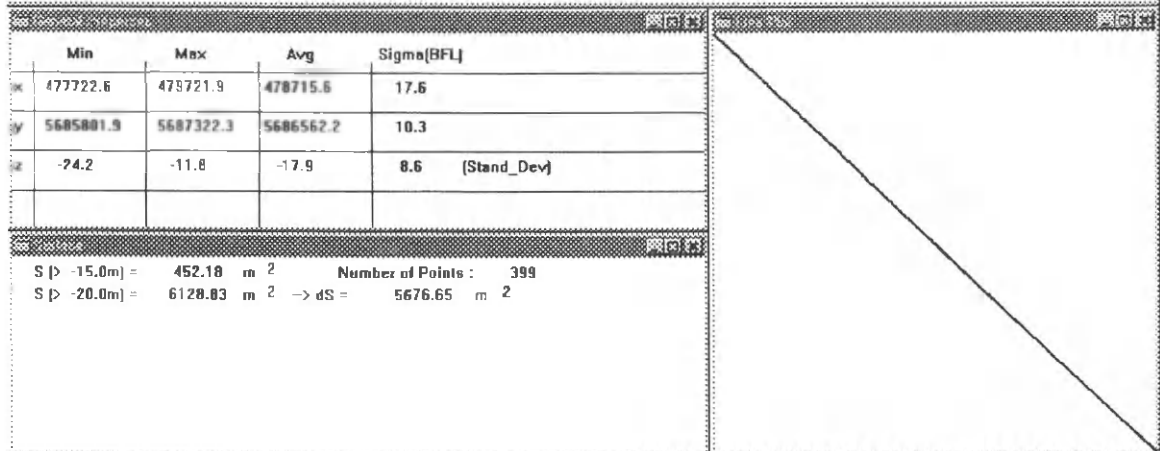 Min Max Avg Sigma(BFL)
x 477722.6 479721.9 478715.6 17.6
y 5685801.9 5687322.3 5686562.2 10.3
z -24.2 -11.8 -17.9 8.6 (Stand_Dev)
S (> -15.0m) = 452.18 m 2 Number of Points : 399
S (> -20.0m) = 6128.83 m 2 -> dS = 5676.65 m 2